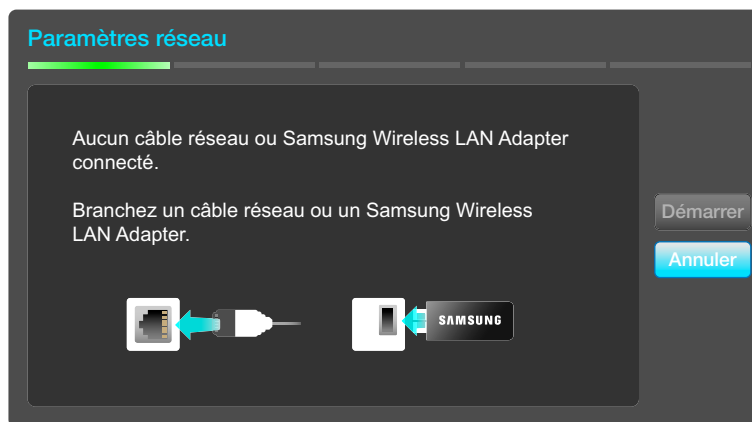 Paramètres réseau
Aucun câble réseau ou Samsung Wireless LAN Adapter
connecté.
Branchez un câble réseau ou un Samsung Wireless
LAN Adapter.
Démarrer
Annuler
SAMSUNG